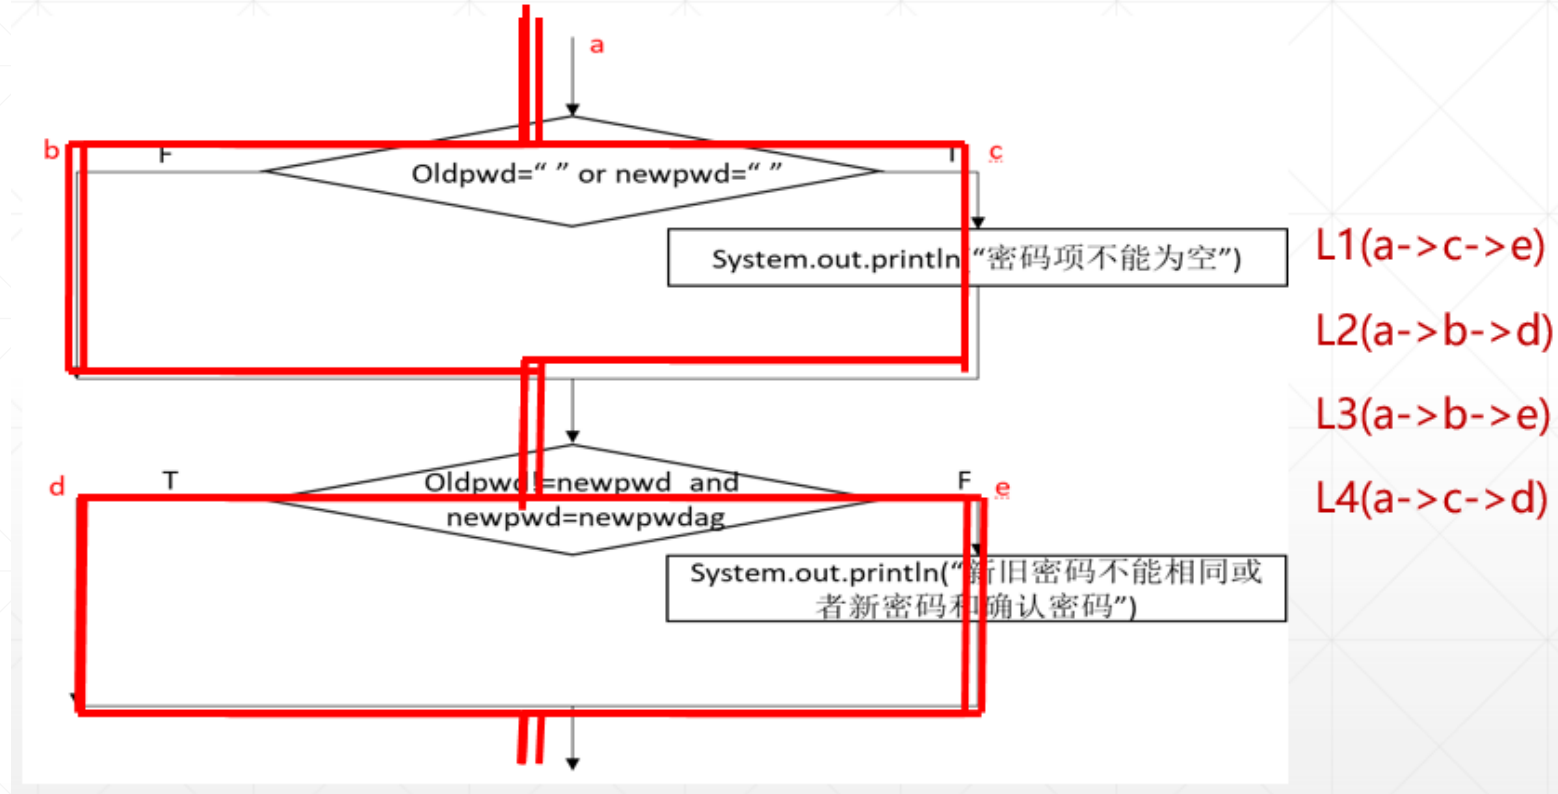 a
b
F
T
c
Oldpwd=“ ” or newpwd=“ ”
System.out.println(“密码项不能为空”)
L1(a->c->e)
L2(a->b->d)
L3(a->b->e)
L4(a->c->d)
d
T
Oldpwd!=newpwd and
newpwd=newpwdag
F
e
System.out.println(“新旧密码不能相同或
者新密码和确认密码”)